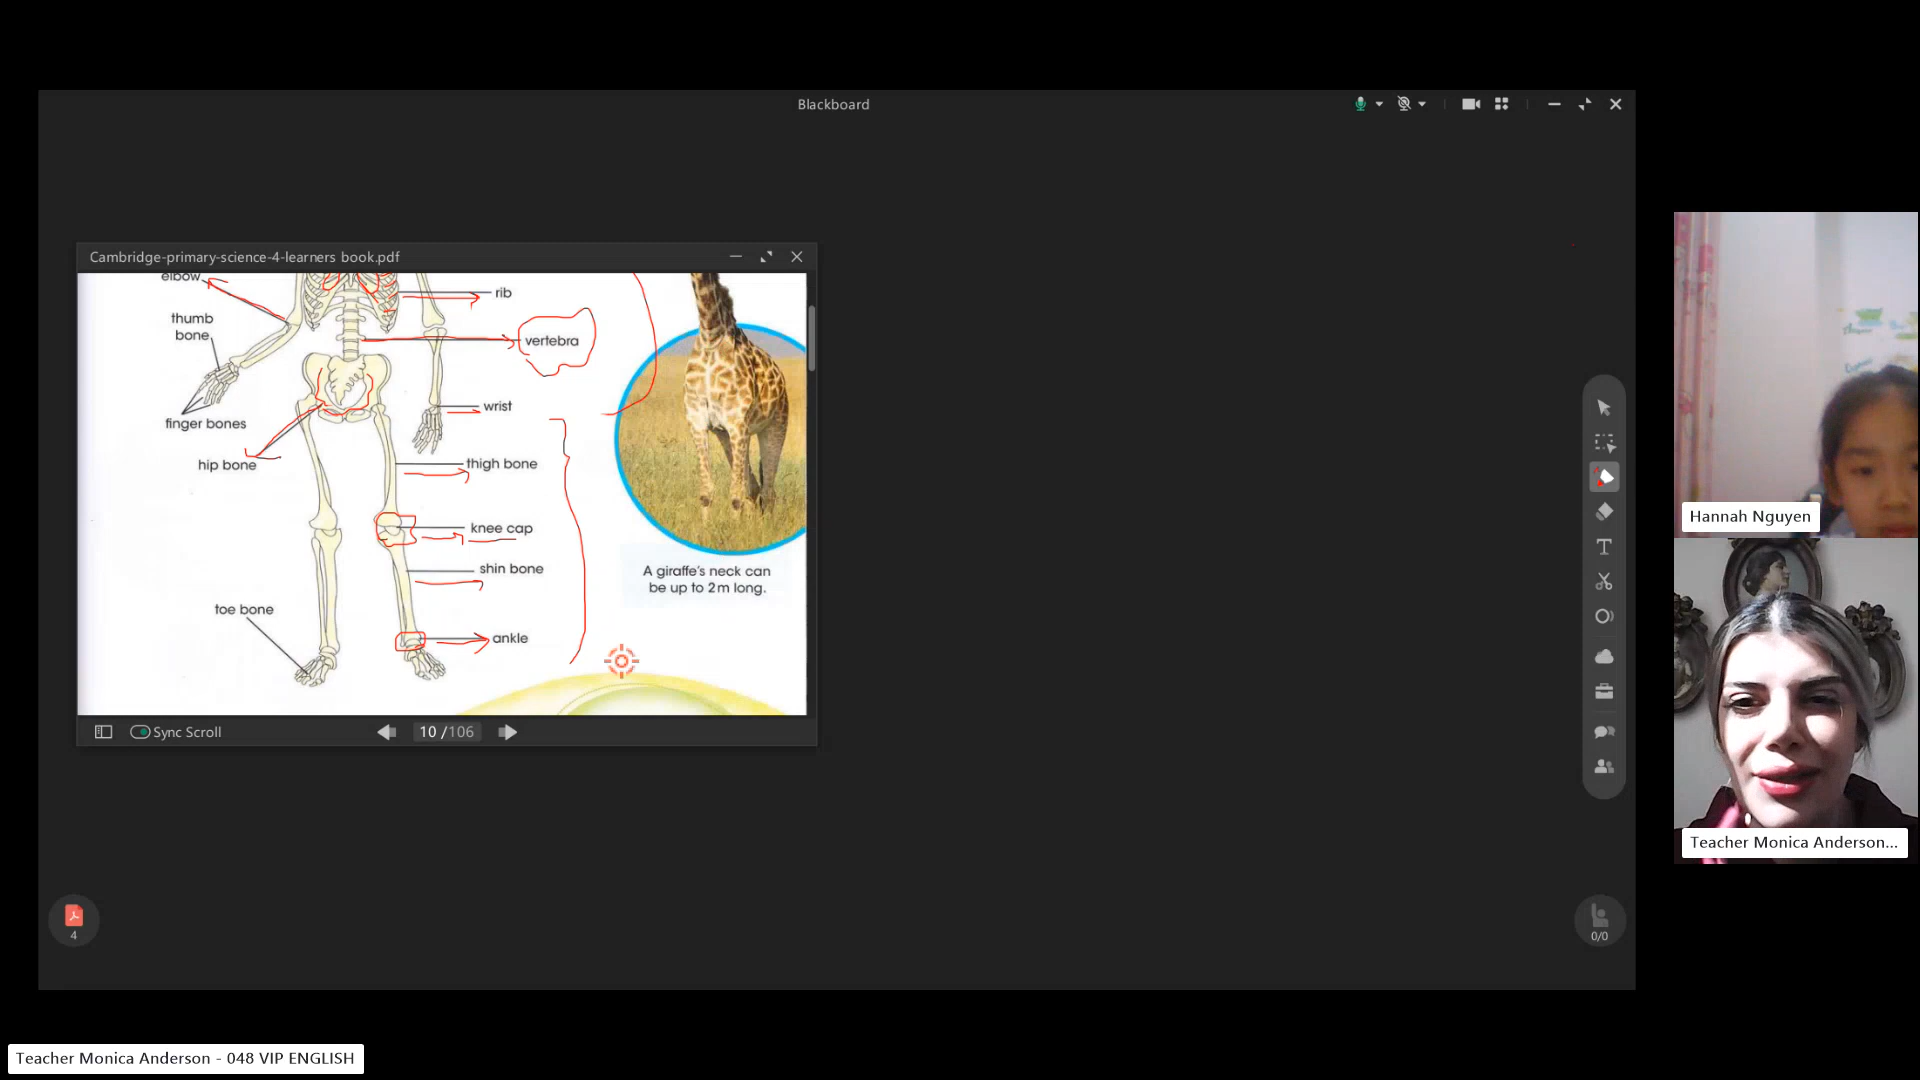 Blackboard
Cambridge-primary-science-4-learners book.pdf
elbow
rib
thumb
bone
vertebra
wrist
finger bones
hip bone
thigh bone
knee cap
shin bone
A giraffe's neck can
be up to 2m long.
toe bone
ankle
Sync Scroll
10 /106
4
0/0
Hannah Nguyen
Teacher Monica Anderson...
Teacher Monica Anderson - 048 VIP ENGLISH